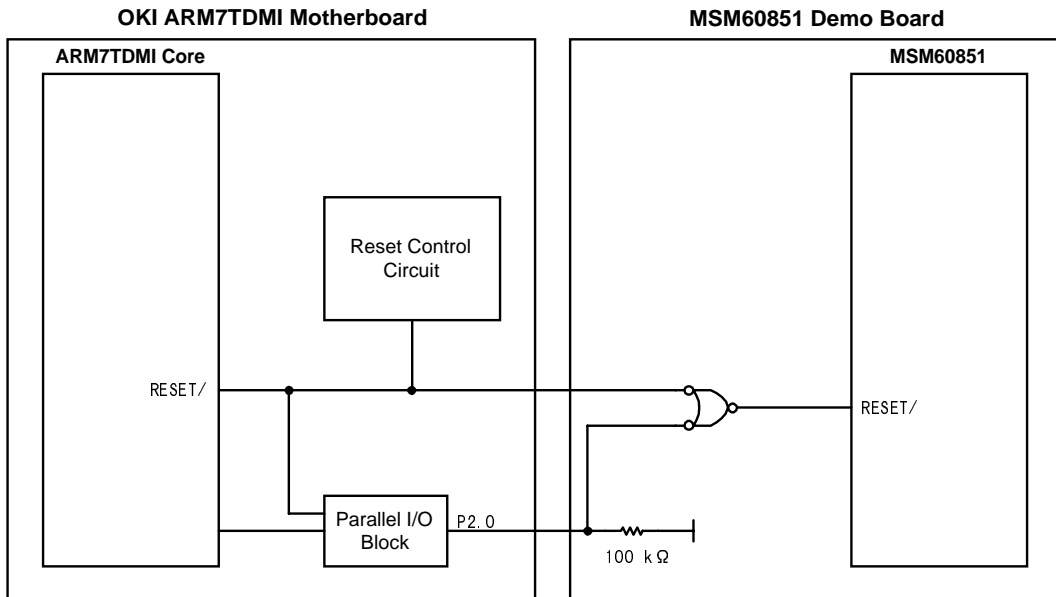 OKI ARM7TDMI Motherboard
MSM60851 Demo Board
ARM7TDMI Core
MSM60851
Reset Control
Circuit
RESET/
RESET/
Parallel I/O
Block
P2.0
100 kΩ